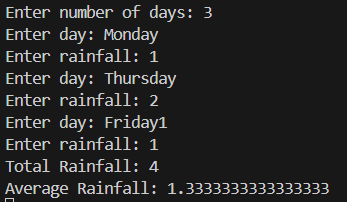 Enter number of days: 3
Enter day: Monday
Enter rainfall: 1
Enter day: Thursday
Enter rainfall: 2
Enter day: Friday1
Enter rainfall: 1
Total Rainfall: 4
Average Rainfall: 1.3333333333333333